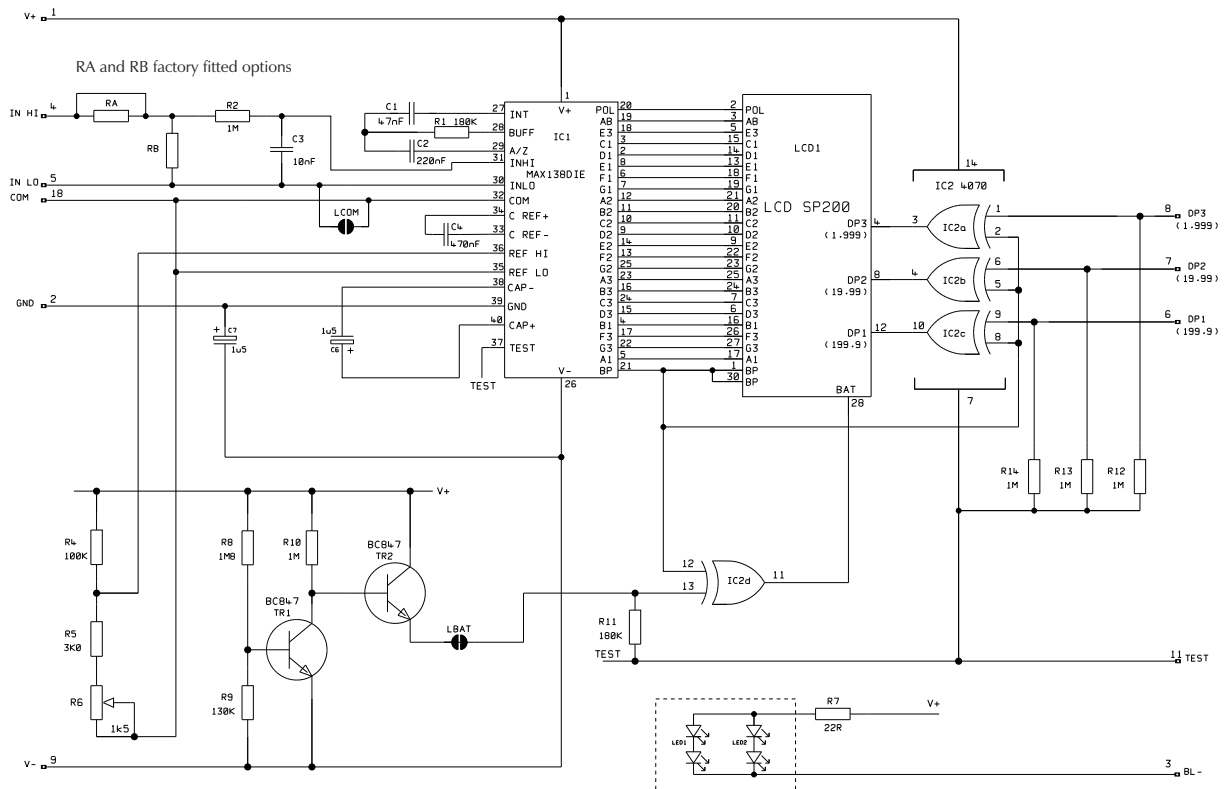 V+ 1
RA and RB factory fitted options
IN HI 4
RA
R2
1M
RB
C3
10nF
IN LO 5
COM 18
LCOM
GND 2
C7
1u5
+
1u5
C6 +
C1
47nF
R1 180K
C2
220nF
C4
470nF
1
V+
IC1
MAX138DIE
27 INT
28 BUFF
29 A/Z
31 INHI
30 INLO
32 COM
34 C REF+
33 C REF-
36 REF HI
35 REF LO
38 CAP-
39 GND
40 CAP+
37 TEST
TEST
V-
26
POL 20 2 POL
AB 19 3 AB
E3 18 5 E3
C1 3 15 C1
D1 2 14 D1
E1 8 13 E1
F1 6 18 F1
G1 7 19 G1
A2 12 21 A2
B2 11 20 B2
C2 10 11 C2
D2 9 10 D2
E2 14 9 E2
F2 13 22 F2
G2 25 23 G2
A3 23 25 A3
B3 16 24 B3
C3 24 7 C3
D3 15 6 D3
B1 4 16 B1
F3 17 26 F3
G3 22 27 G3
A1 5 17 A1
BP 21 1 BP
30 BP
LCD1
LCD SP200
DP3 4
(1.999)
DP2 8
(19.99)
DP1 12
(199.9)
BAT
28
14
IC2 4070
3 IC2a 1
2
4 IC2b 6
5
10 IC2c 9
8
7
8 DP3
(1.999)
7 DP2
(19.99)
6 DP1
(199.9)
R14
1M
R13
1M
R12
1M
V+
R4
100K
R5
3K0
R6
1k5
R8
1M8
R10
1M
BC847
TR2
BC847
TR1
R9
130K
LBAT
12
13
IC2d
11
R11
180K
TEST
11 TEST
V- 9
LED1
LED2
R7
22R
V+
3 BL-